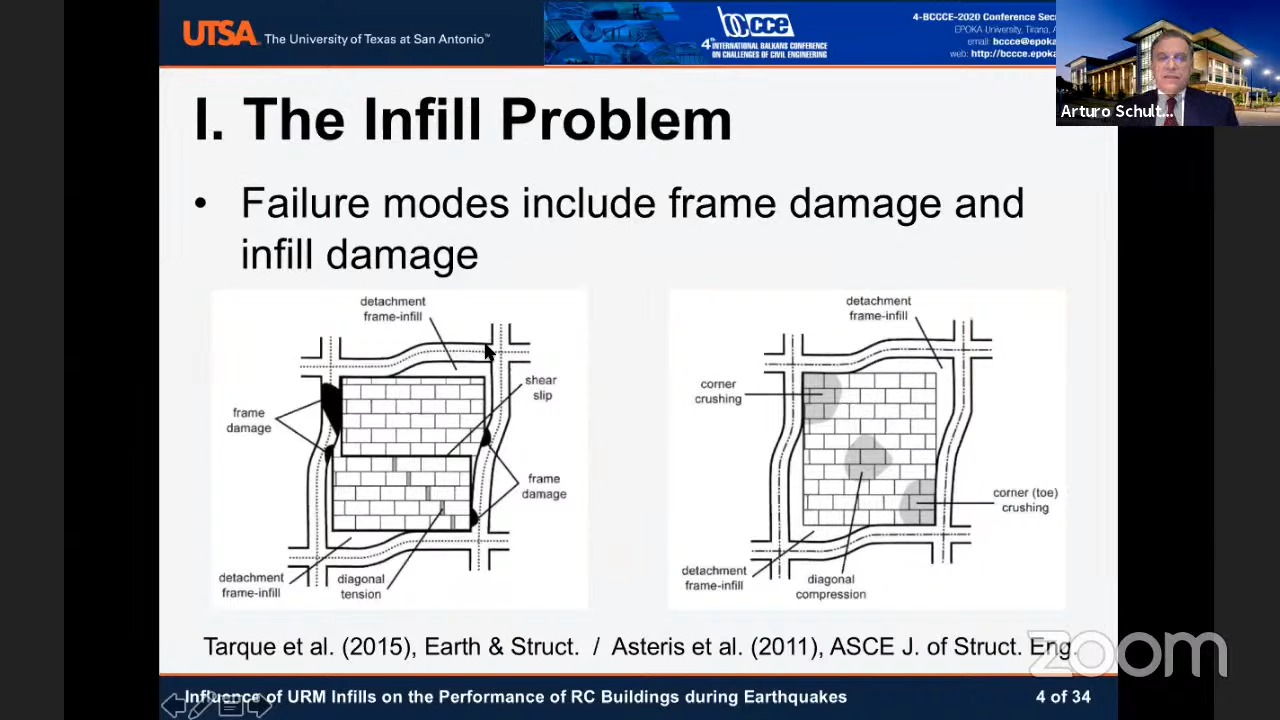 UTSA The University of Texas at San Antonio™
bccce
4th INTERNATIONAL BALKANS CONFERENCE
ON CHALLENGES OF CIVIL ENGINEERING
4-BCCCE-2020 Conference Sec
EPOKA University, Tirana, A
email: bccce@epoka
web: http://bccce.epoka
Arturo Schult...
I. The Infill Problem
• Failure modes include frame damage and
infill damage
detachment
frame-infill
shear
slip
frame
damage
frame
damage
detachment
frame-infill
diagonal
tension
detachment
frame-infill
corner
crushing
corner (toe)
crushing
detachment
frame-infill
diagonal
compression
Tarque et al. (2015), Earth & Struct. / Asteris et al. (2011), ASCE J. of Struct. Eng.
zoom
Influence of URM Infills on the Performance of RC Buildings during Earthquakes
4 of 34